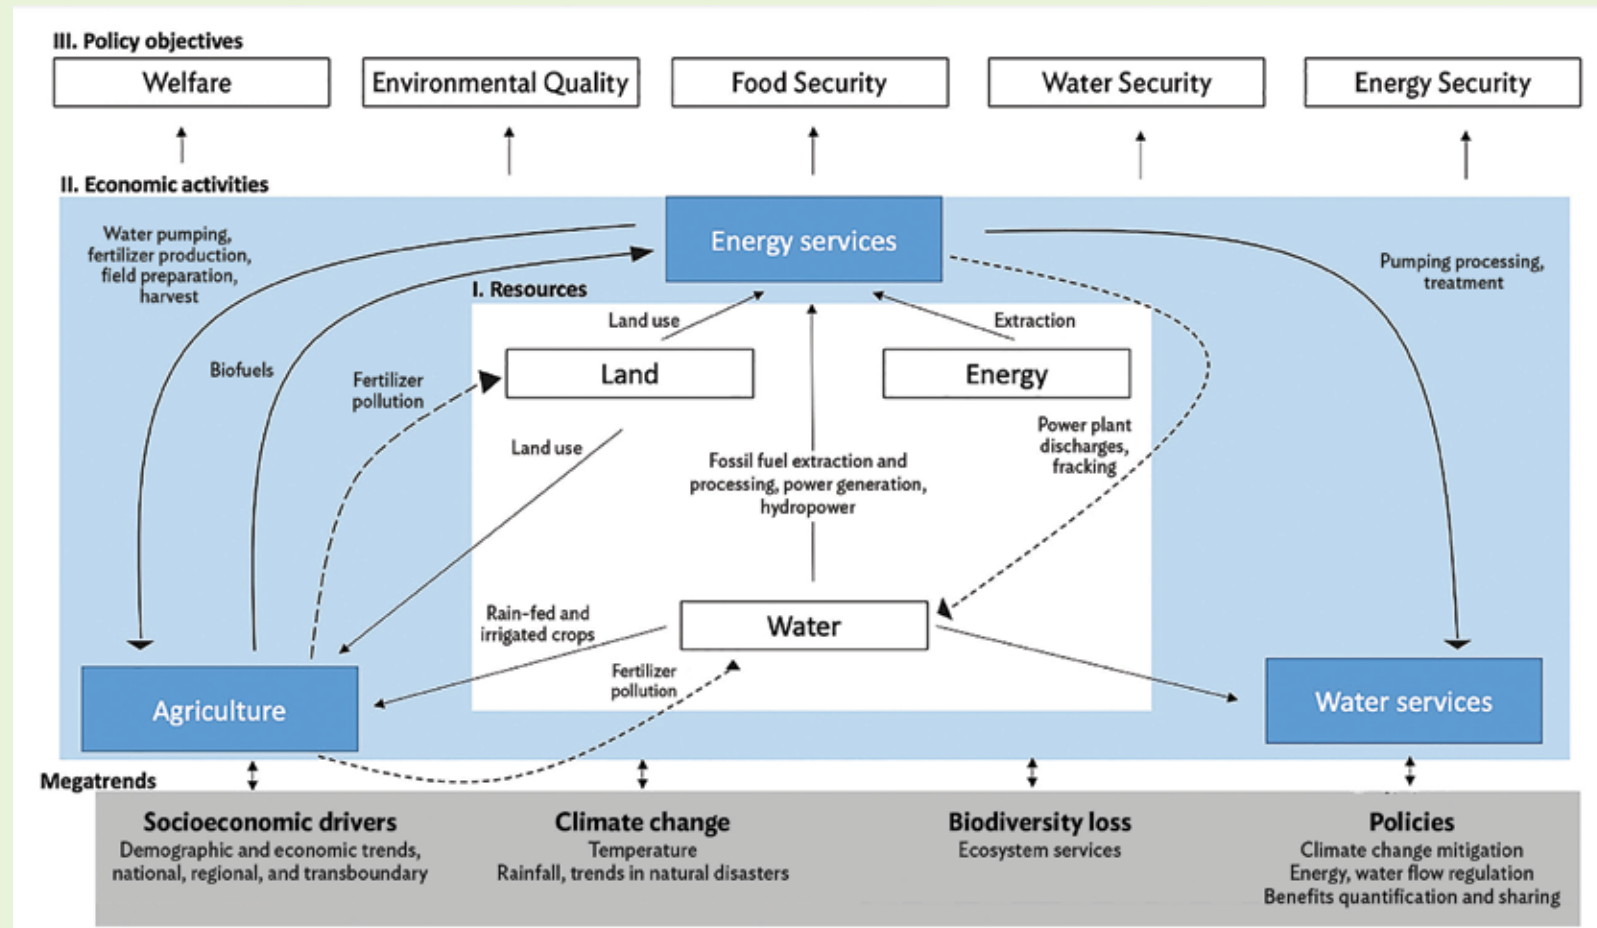 III. Policy objectives
Welfare
Environmental Quality
Food Security
Water Security
Energy Security
II. Economic activities
Water pumping,
fertilizer production,
field preparation,
harvest
Energy services
Pumping processing,
treatment
I. Resources
Land use
Extraction
Biofuels
Fertilizer
pollution
Land
Energy
Land use
Power plant
discharges,
fracking
Fossil fuel extraction and
processing, power generation,
hydropower
Rain-fed and
irrigated crops
Water
Fertilizer
pollution
Agriculture
Water services
Megatrends
Socioeconomic drivers
Demographic and economic trends,
national, regional, and transboundary
Climate change
Temperature
Rainfall, trends in natural disasters
Biodiversity loss
Ecosystem services
Policies
Climate change mitigation
Energy, water flow regulation
Benefits quantification and sharing